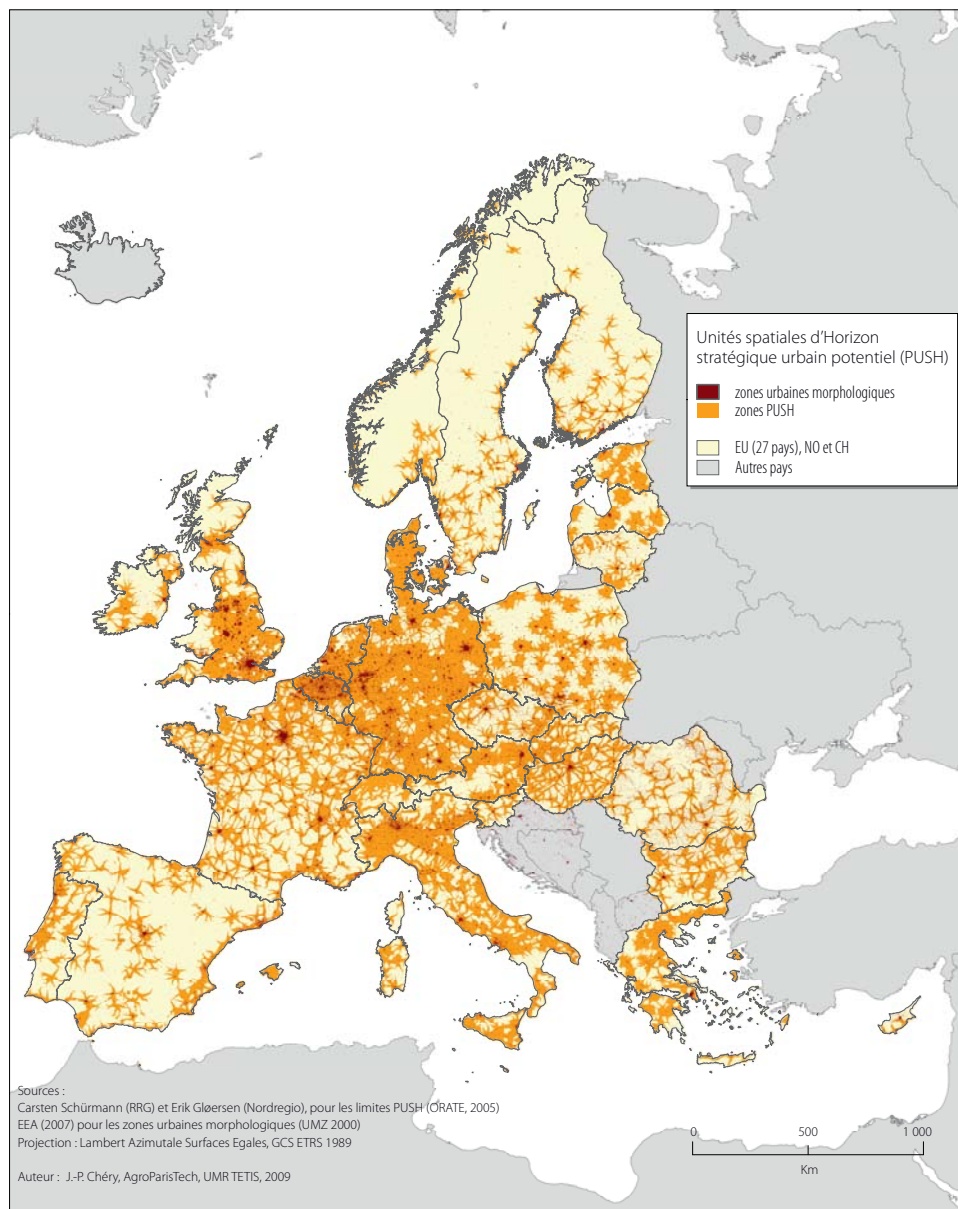 Unités spatiales d'Horizon
stratégique urbain potentiel (PUSH)
zones urbaines morphologiques
zones PUSH
EU (27 pays), NO et CH
Autres pays
Sources :
Carsten Schürmann (RRG) et Erik Gløersen (Nordregio), pour les limites PUSH (ORATE, 2005)
EEA (2007) pour les zones urbaines morphologiques (UMZ 2000)
Projection : Lambert Azimutale Surfaces Egales, GCS ETRS 1989
Auteur : J.-P. Chéry, AgroParisTech, UMR TETIS, 2009
0 500 1 000
Km